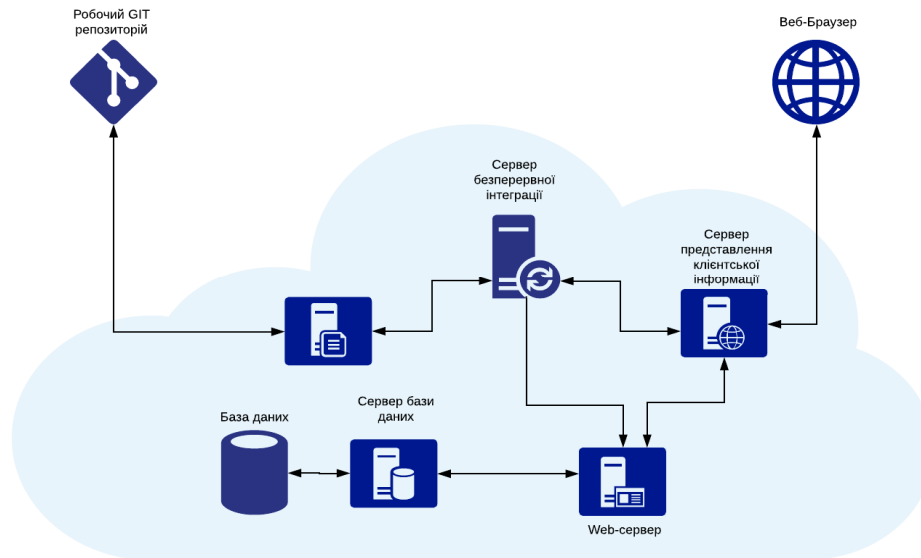 Робочий GIT
репозиторій
Веб-Браузер
Сервер
безперервної
інтеграції
Сервер
представлення
клієнтської
інформації
База даних
Сервер бази
даних
Web-сервер